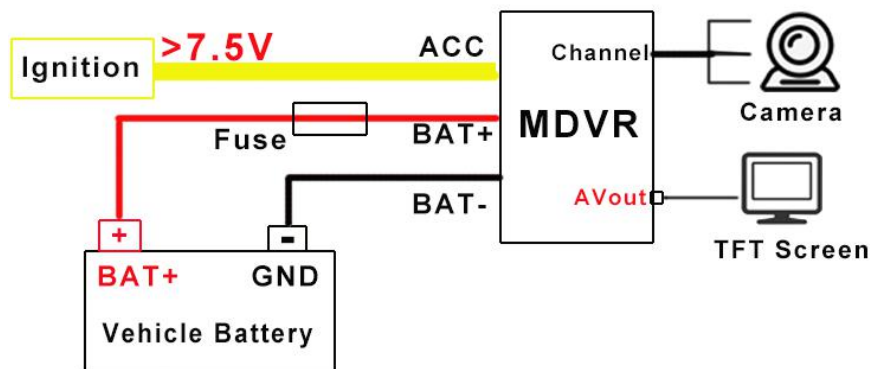 Ignition
>7.5V
ACC
Channel
Camera
Fuse
BAT+
MDVR
BAT-
AVout
TFT Screen
+
-
BAT+
GND
Vehicle Battery